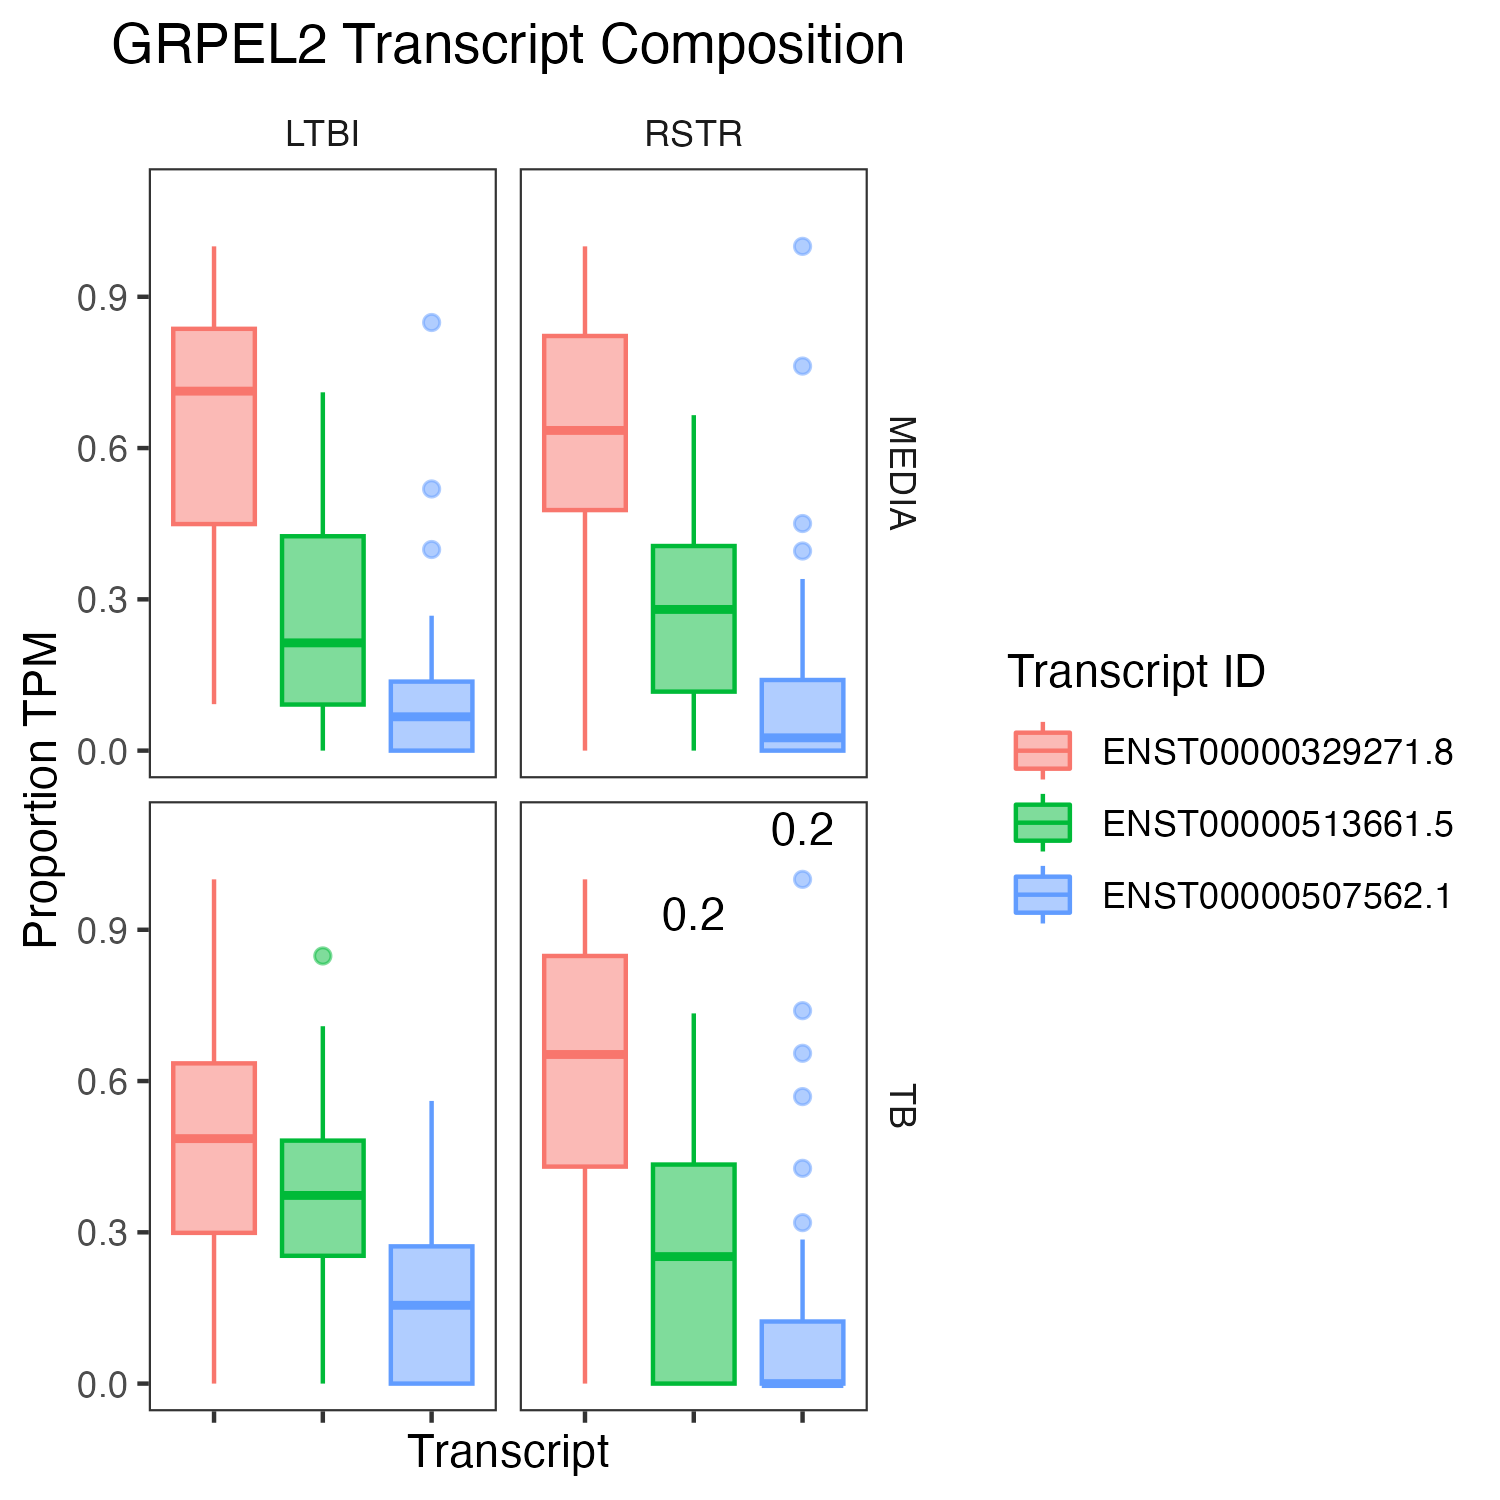 GRPEL2 Transcript Composition
LTBI
RSTR
0.9
0.6
0.3
0.0
MEDIA
0.2
0.2
0.9
0.6
0.3
0.0
TB
Proportion TPM
Transcript
Transcript ID
ENST00000329271.8
ENST00000513661.5
ENST00000507562.1